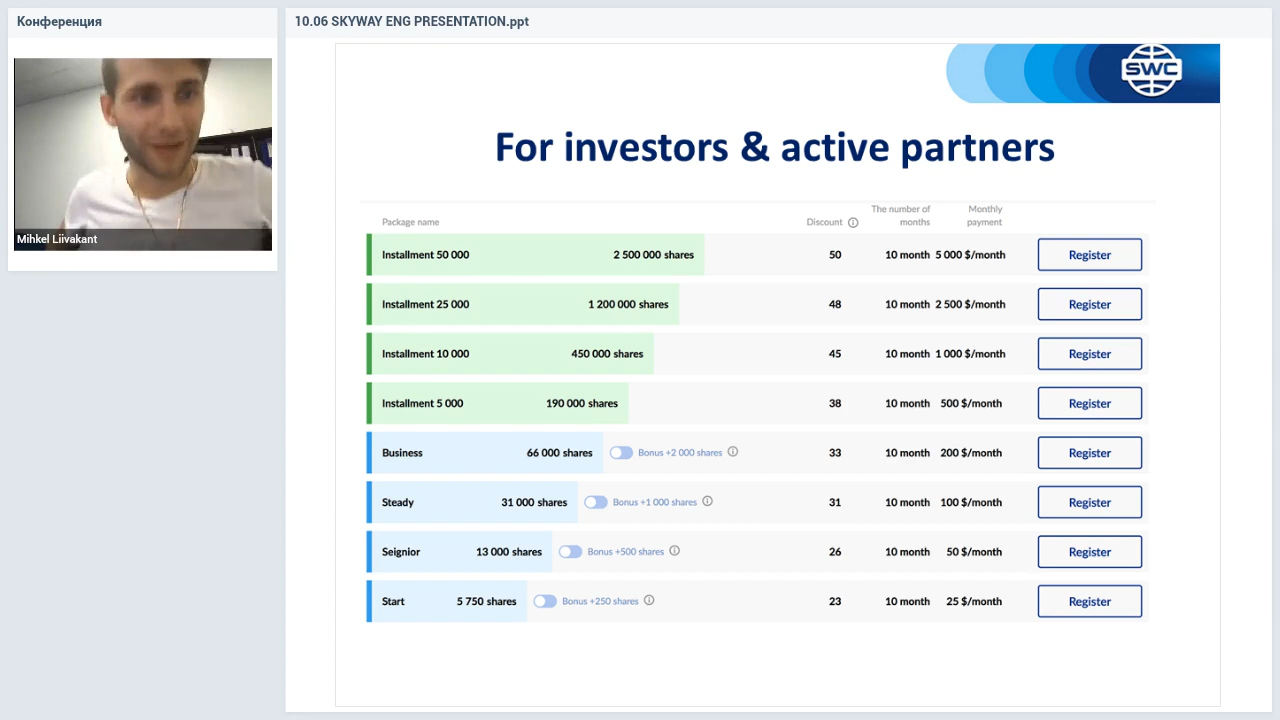 Конференция
10.06 SKYWAY ENG PRESENTATION.ppt
Mihkel Liivakant
SWC
For investors & active partners
Package name Discount The number of months Monthly payment
Installment 50 000 2 500 000 shares 50 10 month 5 000 $/month Register
Installment 25 000 1 200 000 shares 48 10 month 2 500 $/month Register
Installment 10 000 450 000 shares 45 10 month 1 000 $/month Register
Installment 5 000 190 000 shares 38 10 month 500 $/month Register
Business 66 000 shares Bonus +2 000 shares 33 10 month 200 $/month Register
Steady 31 000 shares Bonus +1 000 shares 31 10 month 100 $/month Register
Seignior 13 000 shares Bonus +500 shares 26 10 month 50 $/month Register
Start 5 750 shares Bonus +250 shares 23 10 month 25 $/month Register